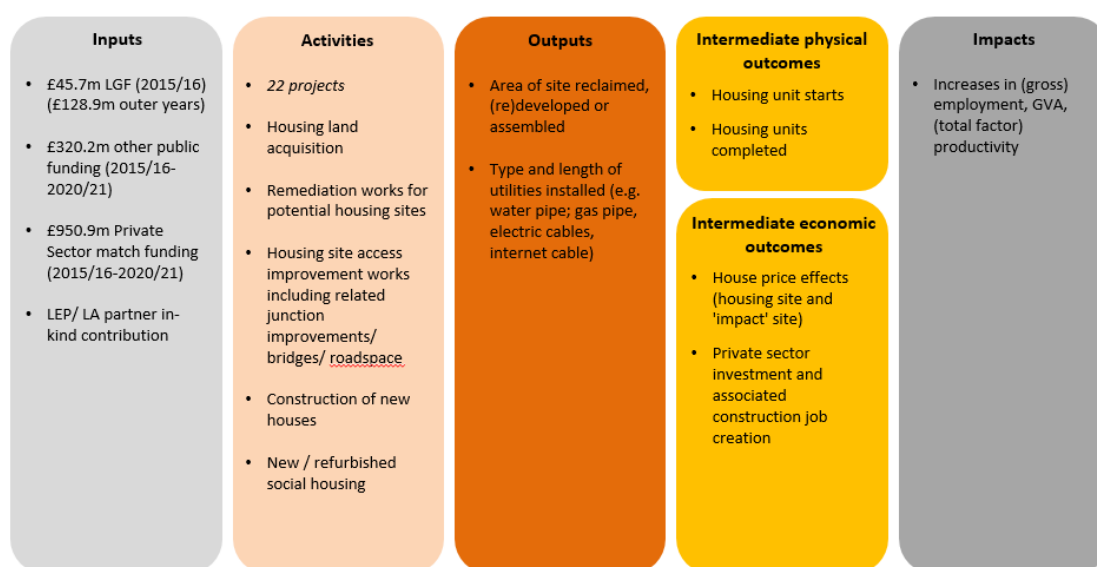 Inputs
• £45.7m LGF (2015/16)
(£128.9m outer years)
• £320.2m other public
funding (2015/16-
2020/21)
• £950.9m Private
Sector match funding
(2015/16-2020/21)
• LEP/ LA partner in-
kind contribution
Activities
• 22 projects
• Housing land
acquisition
• Remediation works for
potential housing sites
• Housing site access
improvement works
including related
junction
improvements/
bridges/ roadspace
• Construction of new
houses
• New / refurbished
social housing
Outputs
• Area of site reclaimed,
(re)developed or
assembled
• Type and length of
utilities installed (e.g.
water pipe; gas pipe,
electric cables,
internet cable)
Intermediate physical
outcomes
• Housing unit starts
• Housing units
completed
Intermediate economic
outcomes
• House price effects
(housing site and
'impact' site)
• Private sector
investment and
associated
construction job
creation
Impacts
• Increases in (gross)
employment, GVA,
(total factor)
productivity